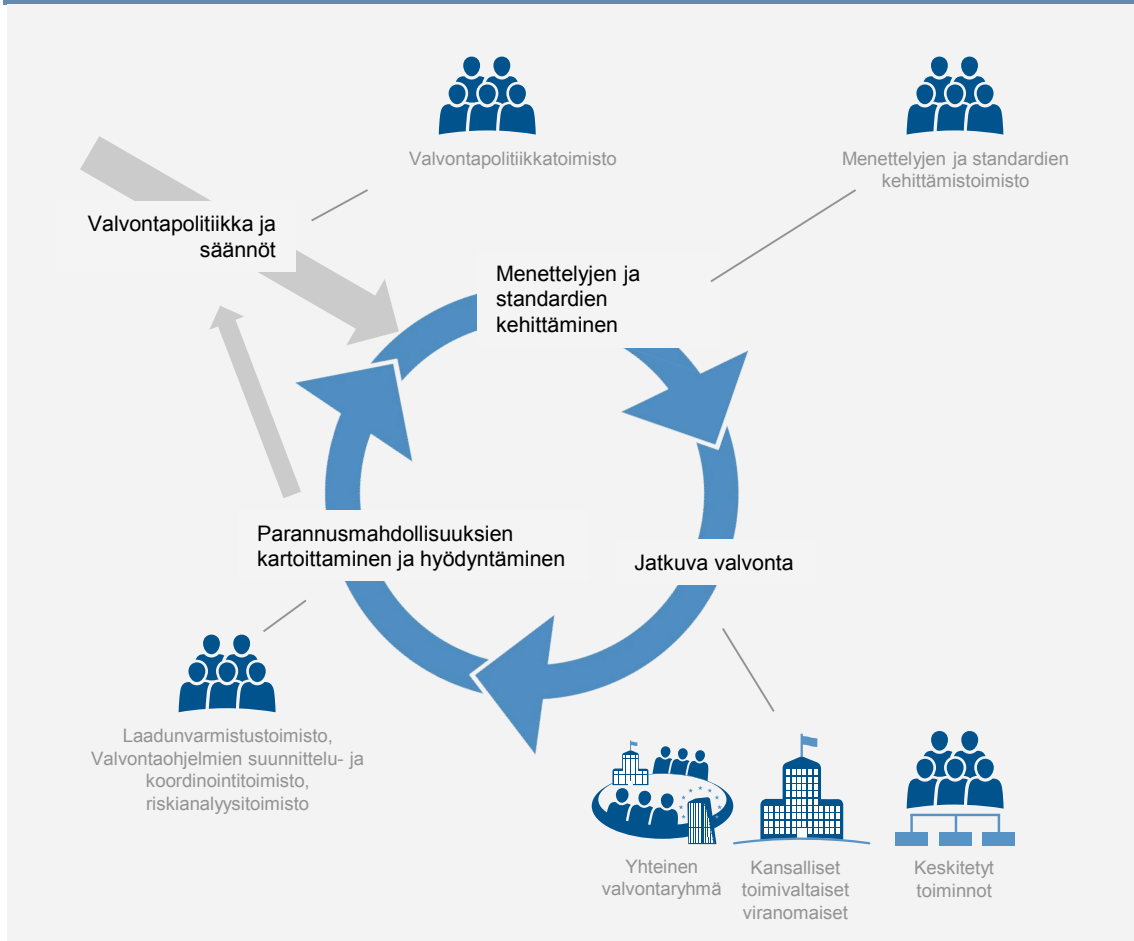 Valvontapolitiikkatoimisto
Menettelyjen ja standardien
kehittämistoimisto
Valvontapolitiikka ja
säännöt
Menettelyjen ja
standardien
kehittäminen
Parannusmahdollisuuksien
kartoittaminen ja hyödyntäminen
Jatkuva valvonta
Laadunvarmistustoimisto,
Valvontaohjelmien suunnittelu- ja
koordinointitoimisto,
riskianalyysitoimisto
Yhteinen
valvontaryhmä
Kansalliset
toimivaltaiset
viranomaiset
Keskitetyt
toiminnot